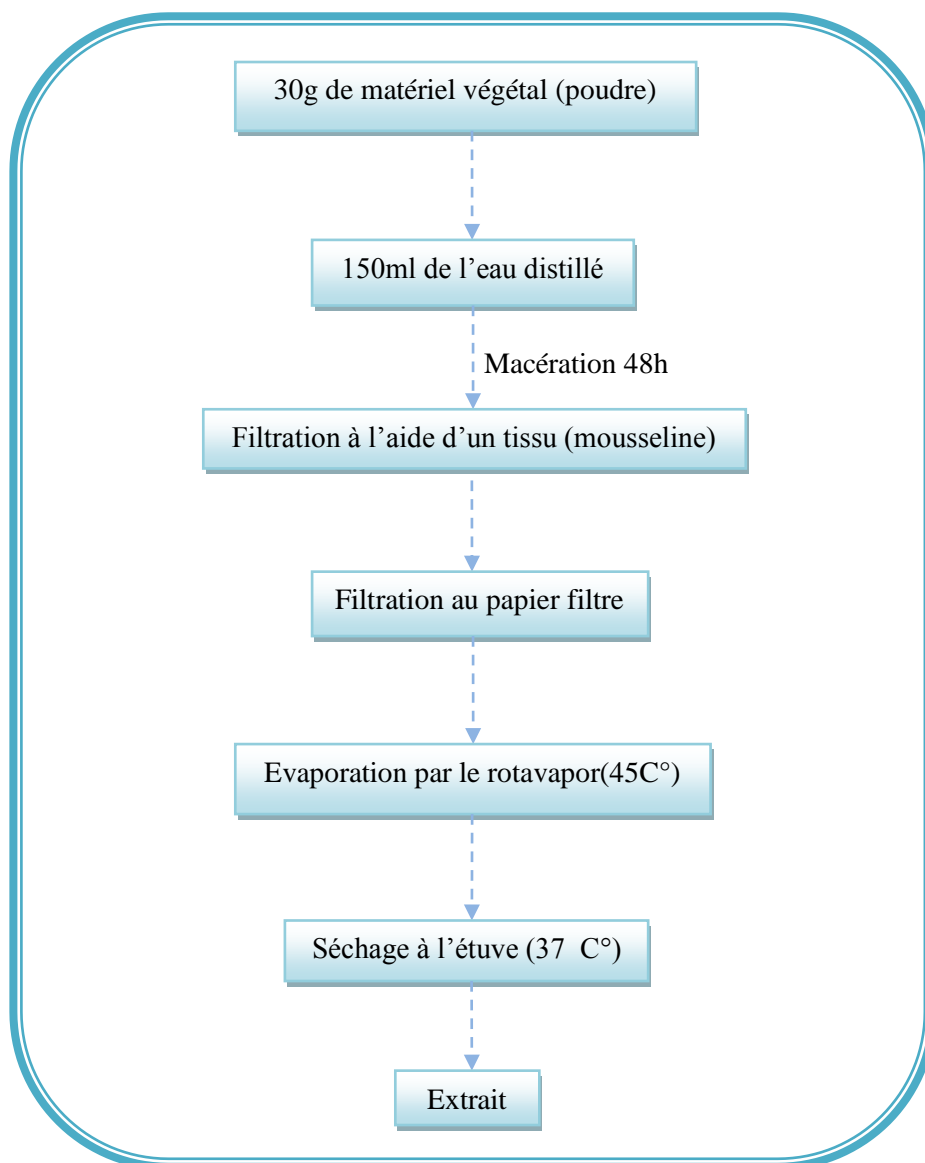 30g de matériel végétal (poudre)
150ml de l’eau distillé
Macération 48h
Filtration à l’aide d’un tissu (mousseline)
Filtration au papier filtre
Evaporation par le rotavapor(45C°)
Séchage à l’étuve (37  C°)
Extrait